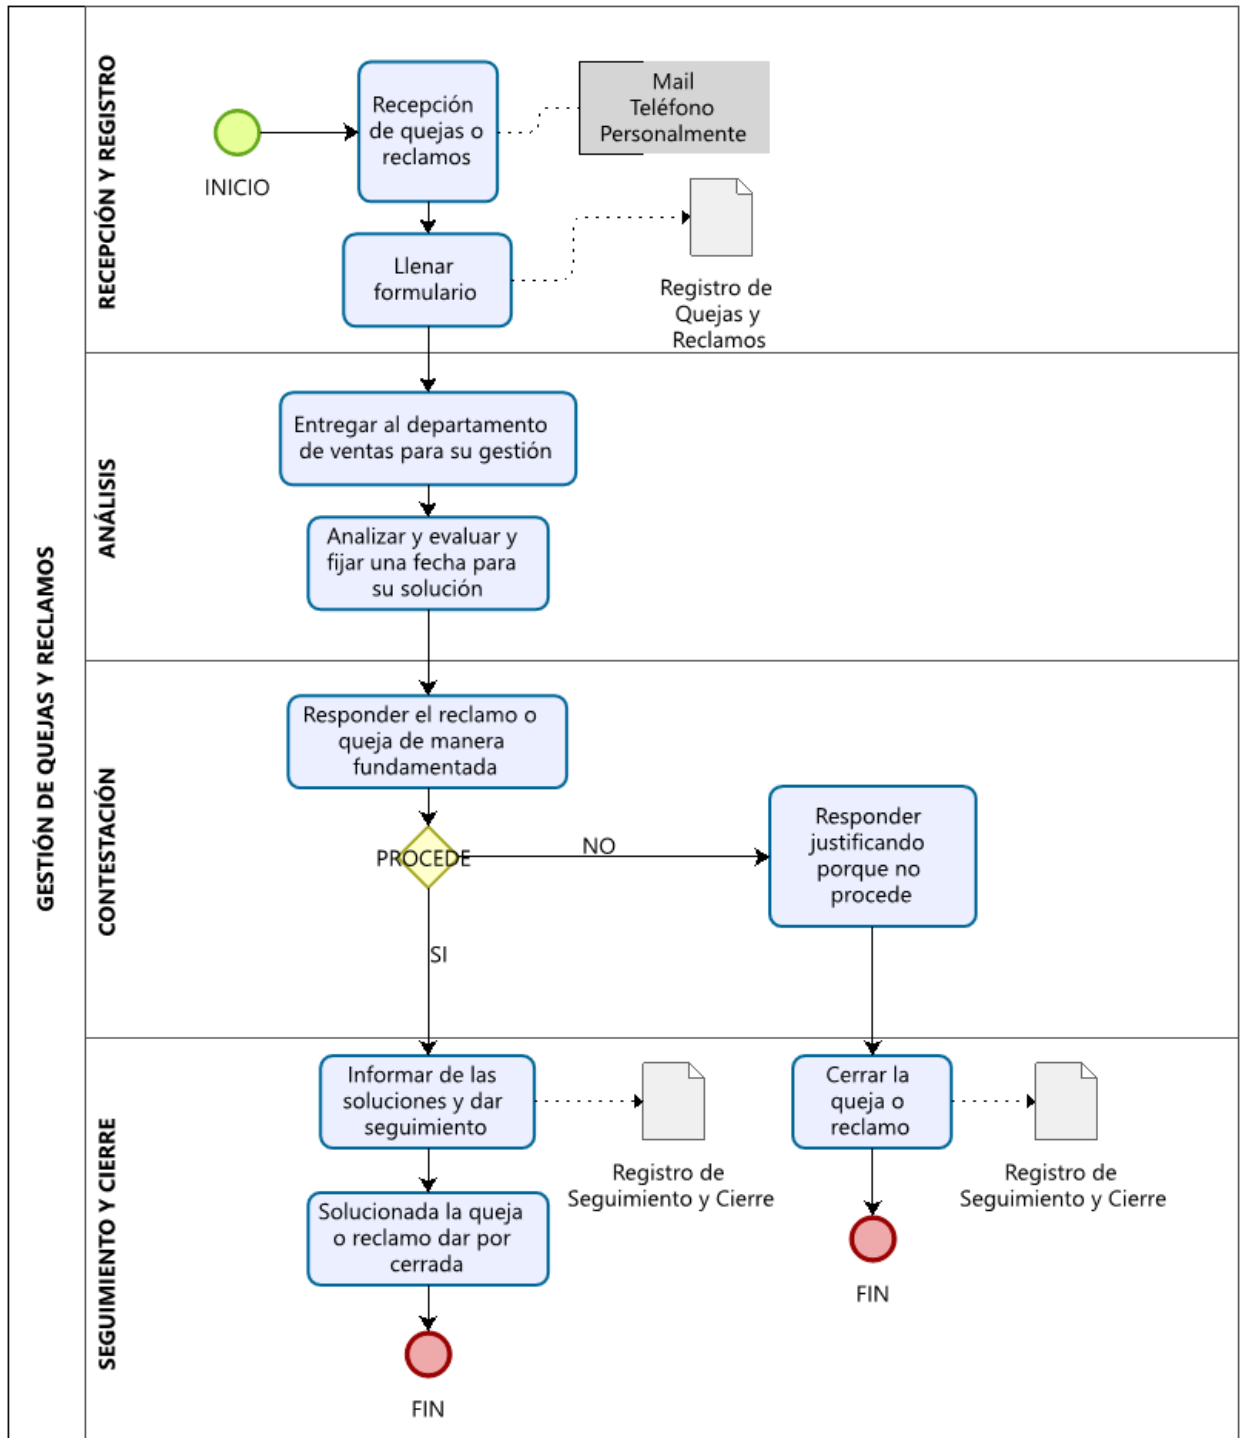 GESTIÓN DE QUEJAS Y RECLAMOS
RECEPCIÓN Y REGISTRO
INICIO
Recepción
de quejas o
reclamos
Mail
Teléfono
Personalmente
Llenar
formulario
Registro de
Quejas y
Reclamos
ANÁLISIS
Entregar al departamento
de ventas para su gestión
Analizar y evaluar y
fijar una fecha para
su solución
CONTESTACIÓN
Responder el reclamo o
queja de manera
fundamentada
PROCEDE
NO
SI
Responder
justificando
porque no
procede
SEGUIMIENTO Y CIERRE
Informar de las
soluciones y dar
seguimiento
Registro de
Seguimiento y Cierre
Solucionada la queja
o reclamo dar por
cerrada
FIN
Cerrar la
queja o
reclamo
Registro de
Seguimiento y Cierre
FIN